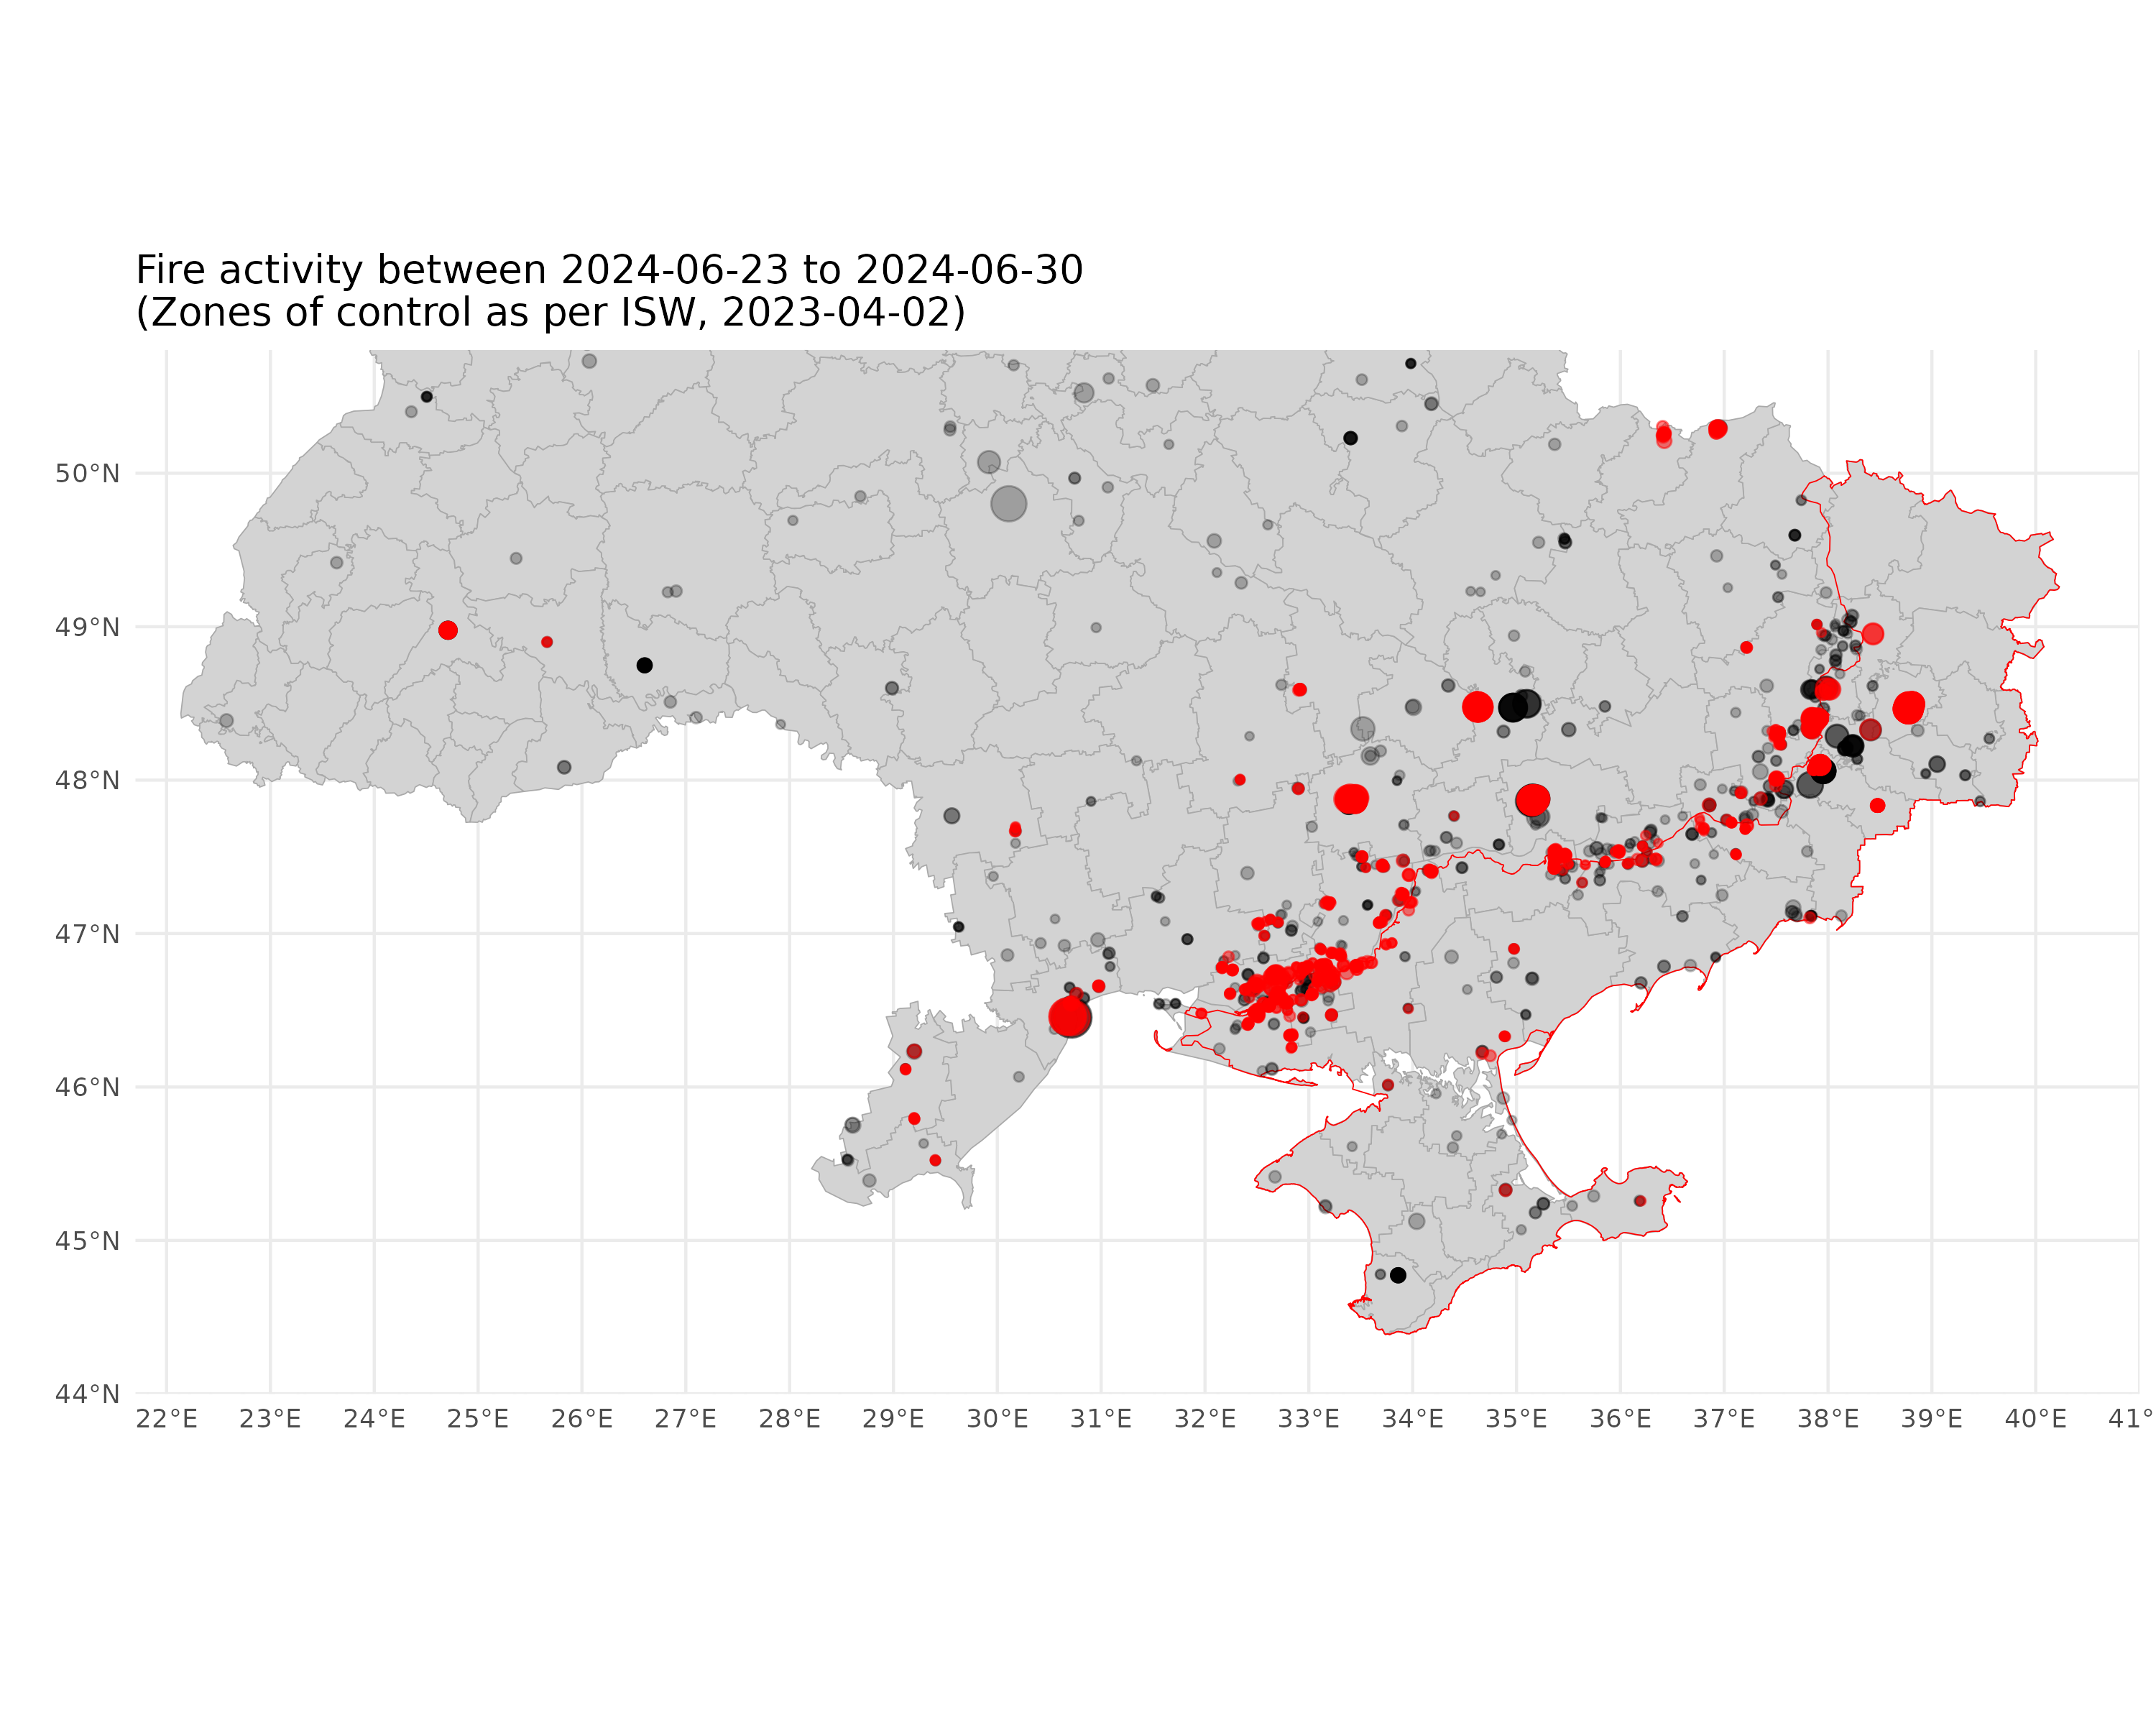 Fire activity between 2024-06-23 to 2024-06-30
(Zones of control as per ISW, 2023-04-02)
50°N
49°N
48°N
47°N
46°N
45°N
44°N
22°E 23°E 24°E 25°E 26°E 27°E 28°E 29°E 30°E 31°E 32°E 33°E 34°E 35°E 36°E 37°E 38°E 39°E 40°E 41°